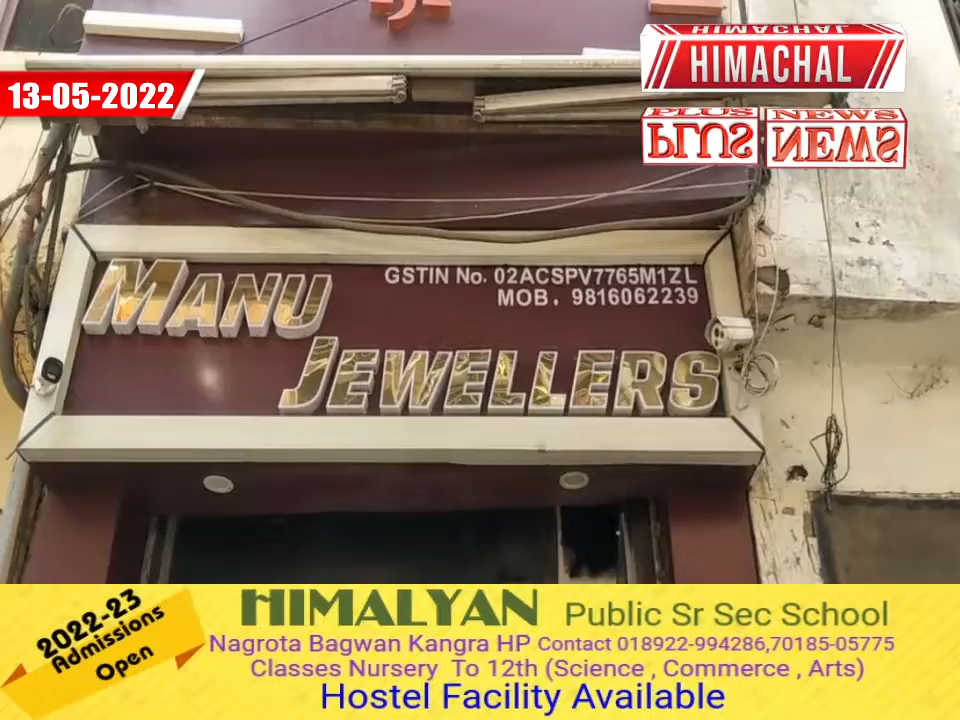 HIMACHAL
HIMACHAL
PLUS NEWS
PLUS NEWS
13-05-2022
MANU
JEWELLERS
GSTIN No. 02ACSPV7765M1ZL
MOB. 9816062239
2022-23
Admissions
Open
HIMALYAN Public Sr Sec School
Nagrota Bagwan Kangra HP Contact 018922-994286,70185-05775
Classes Nursery To 12th (Science , Commerce , Arts)
Hostel Facility Available